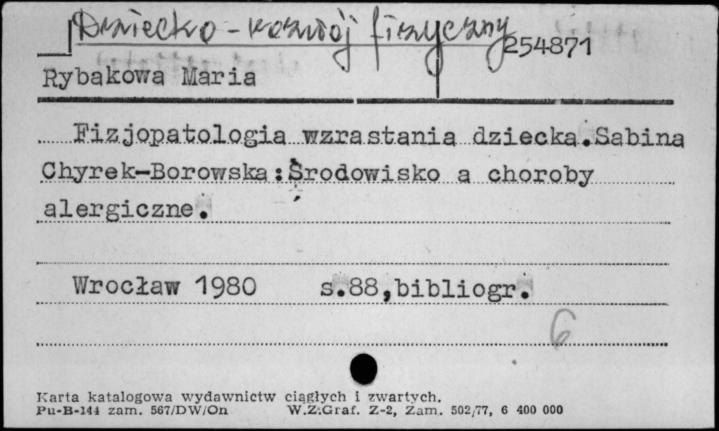 Dziecko - rozwój fizyczny
254871
Rybakowa Maria
Fizjopatologia wzrastania dziecka.Sabina
Chyrek-Borowska:Środowisko a choroby
alergiczne.
Wrocław 1980 s.88,bibliogr.
6
Karta katalogowa wydawnictw ciągłych i zwartych.
Pu-B-144 zam. 567/DW/On W.Z.Graf. Z-2, Zam. 502/77, 6 400 000